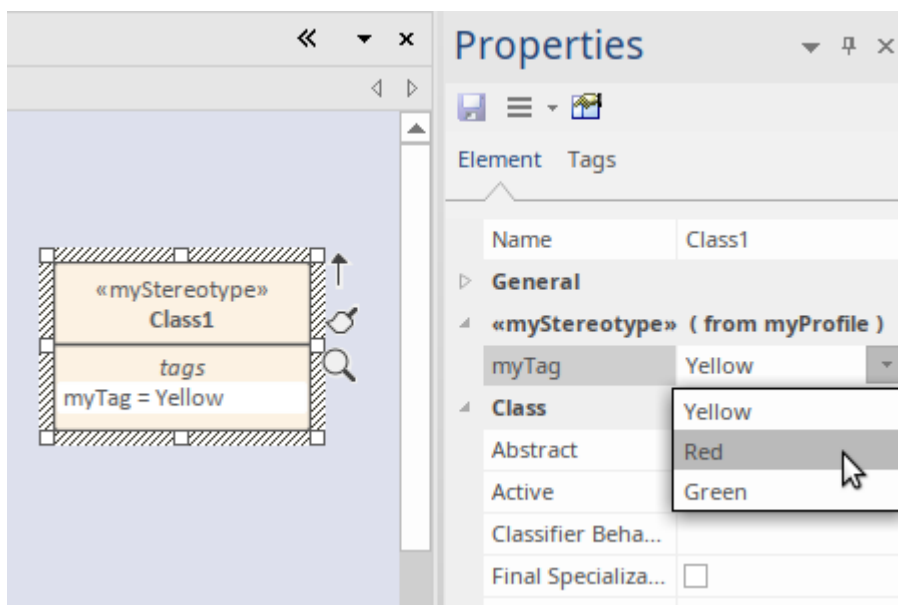 Properties
Element Tags
Name Class1
General
«myStereotype» ( from myProfile )
myTag Yellow
Class
Yellow
Abstract
Red
Active
Green
Classifier Beha...
Final Specializa...
«myStereotype»
Class1
tags
myTag = Yellow